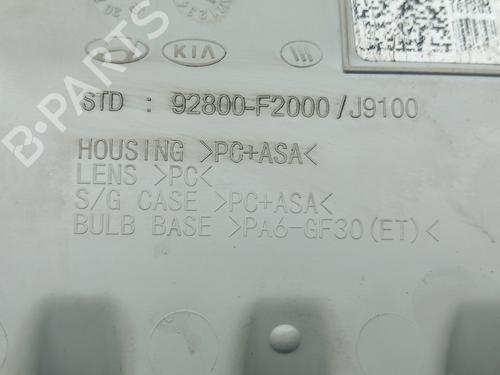 KIA
STD : 92800-F2000/J9100
HOUSING >PC+ASA<
LENS >PC<
S/G CASE >PC+ASA<
BULB BASE >PA6-GF30(ET)<
B-PARTS